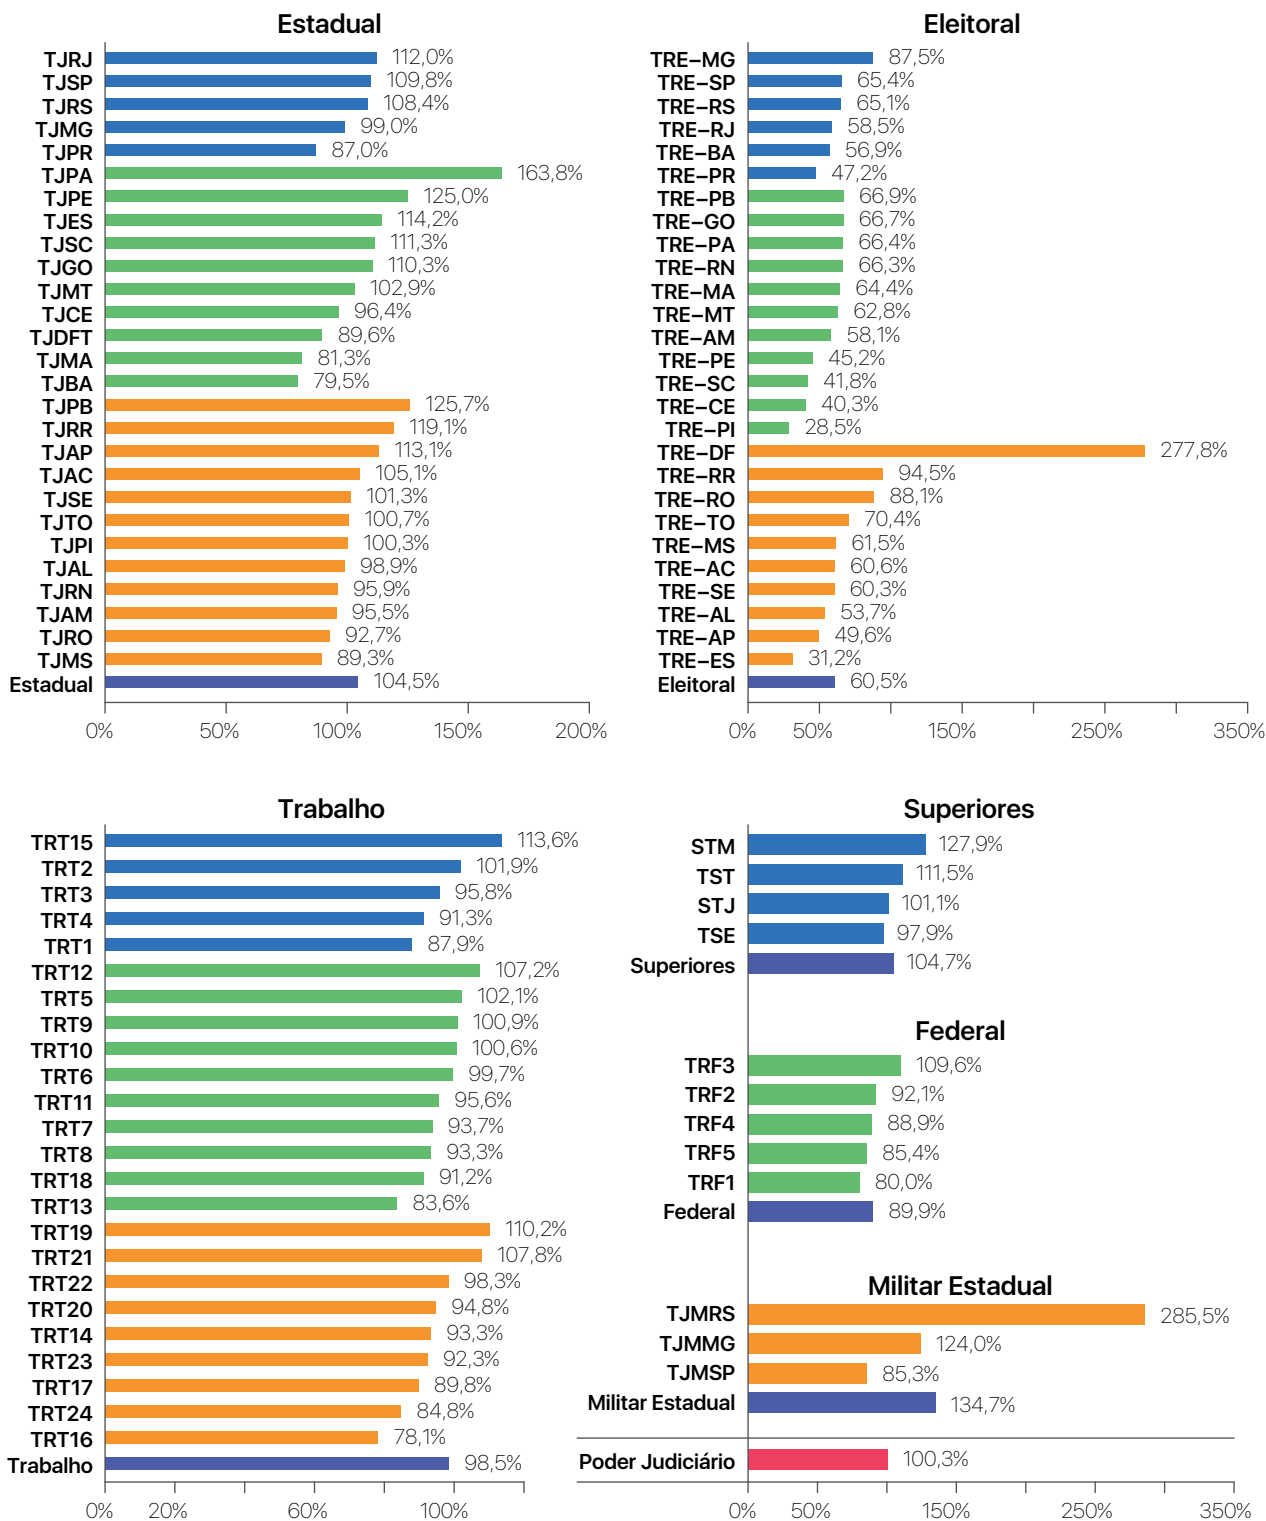 Estadual
TJRJ 112,0%
TJSP 109,8%
TJRS 108,4%
TJMG 99,0%
TJPR 87,0%
TJPA 163,8%
TJPE 125,0%
TJES 114,2%
TJSC 111,3%
TJGO 110,3%
TJMT 102,9%
TJCE 96,4%
TJDFT 89,6%
TJMA 81,3%
TJBA 79,5%
TJPB 125,7%
TJRR 119,1%
TJAP 113,1%
TJAC 105,1%
TJSE 101,3%
TJTO 100,7%
TJPI 100,3%
TJAL 98,9%
TJRN 95,9%
TJAM 95,5%
TJRO 92,7%
TJMS 89,3%
Estadual 104,5%
0% 50% 100% 150% 200%
Eleitoral
TRE–MG 87,5%
TRE–SP 65,4%
TRE–RS 65,1%
TRE–RJ 58,5%
TRE–BA 56,9%
TRE–PR 47,2%
TRE–PB 66,9%
TRE–GO 66,7%
TRE–PA 66,4%
TRE–RN 66,3%
TRE–MA 64,4%
TRE–MT 62,8%
TRE–AM 58,1%
TRE–PE 45,2%
TRE–SC 41,8%
TRE–CE 40,3%
TRE–PI 28,5%
TRE–DF 277,8%
TRE–RR 94,5%
TRE–RO 88,1%
TRE–TO 70,4%
TRE–MS 61,5%
TRE–AC 60,6%
TRE–SE 60,3%
TRE–AL 53,7%
TRE–AP 49,6%
TRE–ES 31,2%
Eleitoral 60,5%
0% 50% 150% 250% 350%
Trabalho
TRT15 113,6%
TRT2 101,9%
TRT3 95,8%
TRT4 91,3%
TRT1 87,9%
TRT12 107,2%
TRT5 102,1%
TRT9 100,9%
TRT10 100,6%
TRT6 99,7%
TRT11 95,6%
TRT7 93,7%
TRT8 93,3%
TRT18 91,2%
TRT13 83,6%
TRT19 110,2%
TRT21 107,8%
TRT22 98,3%
TRT20 94,8%
TRT14 93,3%
TRT23 92,3%
TRT17 89,8%
TRT24 84,8%
TRT16 78,1%
Trabalho 98,5%
0% 20% 60% 100%
Superiores
STM 127,9%
TST 111,5%
STJ 101,1%
TSE 97,9%
Superiores 104,7%
Federal
TRF3 109,6%
TRF2 92,1%
TRF4 88,9%
TRF5 85,4%
TRF1 80,0%
Federal 89,9%
Militar Estadual
TJMRS 285,5%
TJMMG 124,0%
TJMSP 85,3%
Militar Estadual 134,7%
Poder Judiciário 100,3%
0% 50% 150% 250% 350%